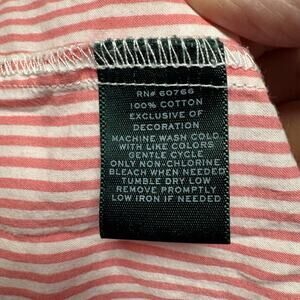 RN# 60766
100% COTTON
EXCLUSIVE OF
DECORATION
MACHINE WASH COLD
WITH LIKE COLORS
GENTLE CYCLE
ONLY NON-CHLORINE
BLEACH WHEN NEEDED
TUMBLE DRY LOW
REMOVE PROMPTLY
LOW IRON IF NEEDED